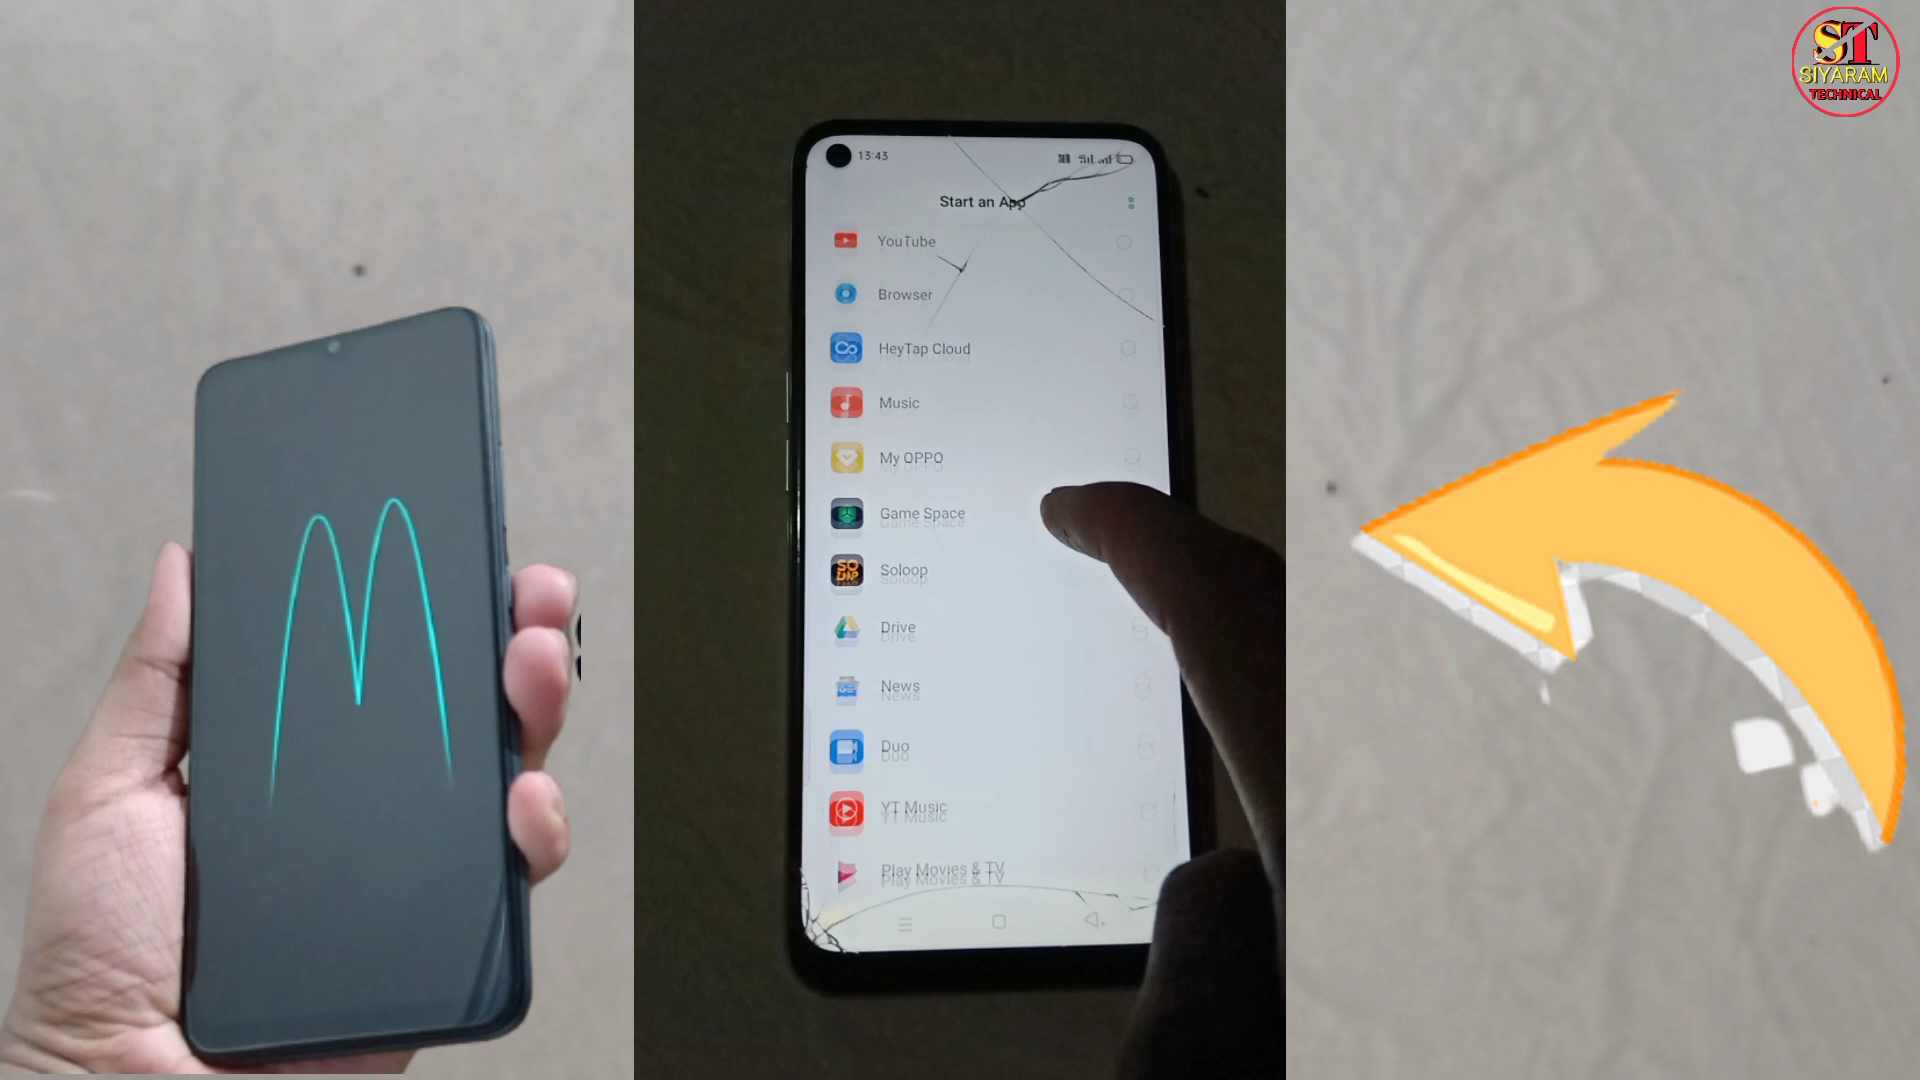 ST
SIYARAM
TECHNICAL
M
13:43
Start an App
YouTube
Browser
HeyTap Cloud
Music
My OPPO
Game Space
Soloop
Drive
News
Duo
YT Music
Play Movies & TV